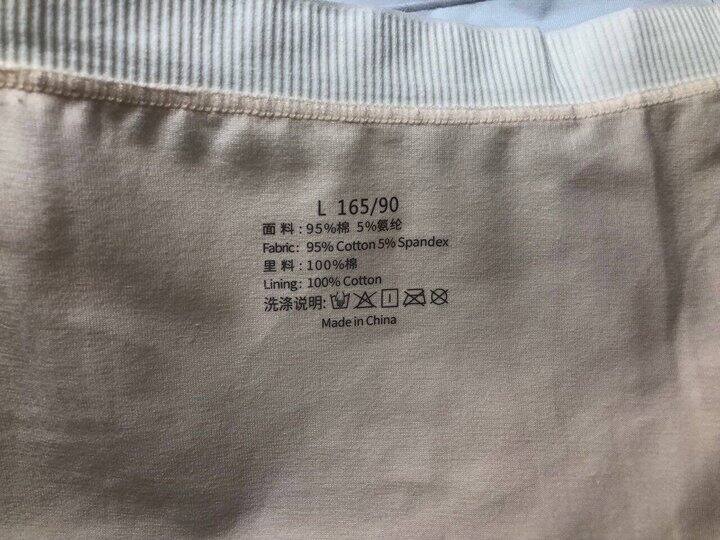 L 165/90
面料:95%棉 5%氨纶
Fabric: 95% Cotton 5% Spandex
里料:100%棉
Lining: 100% Cotton
洗涤说明:
Made in China